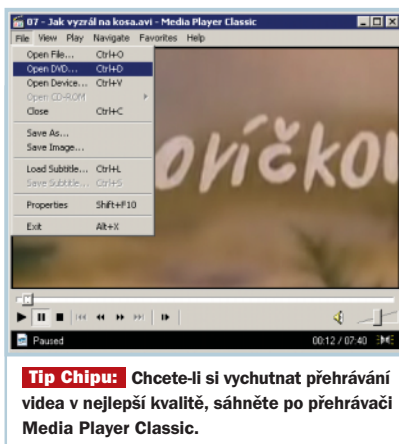 07 - Jak vyzrál na kosa.avi - Media Player Classic
File View Play Navigate Favorites Help
Open File... Ctrl+O
Open DVD... Ctrl+D
Open Device... Ctrl+V
Open CD-ROM
Close Ctrl+C
Save As...
Save Image...
Load Subtitle... Ctrl+L
Save Subtitle... Ctrl+S
Properties Shift+F10
Exit Alt+X
ovíčkov
Paused 00:12 / 07:40
Tip Chipu: Chcete-li si vychutnat přehrávání
videa v nejlepší kvalitě, sáhněte po přehrávači
Media Player Classic.